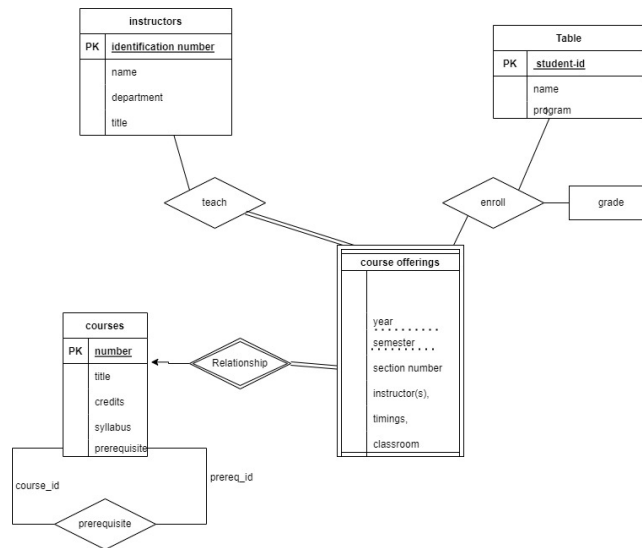 instructors
PK identification number
name
department
title
Table
PK student-id
name
program
teach
enroll
grade
course offerings
year
semester
section number
instructor(s),
timings,
classroom
courses
PK number
title
credits
syllabus
prerequisite
Relationship
course_id
prereq_id
prerequisite